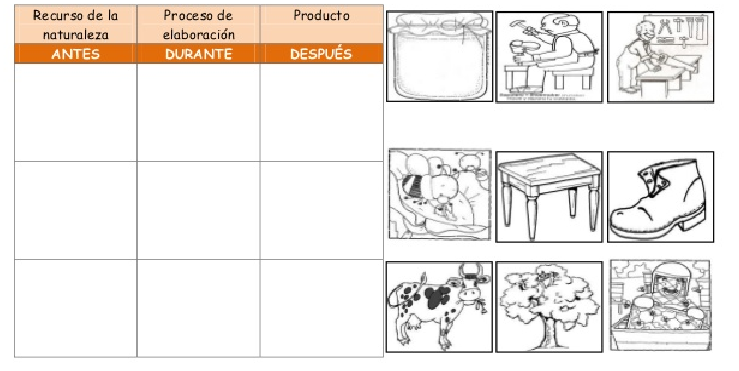 Recurso de la naturaleza
Proceso de elaboración
Producto
ANTES
DURANTE
DESPUÉS